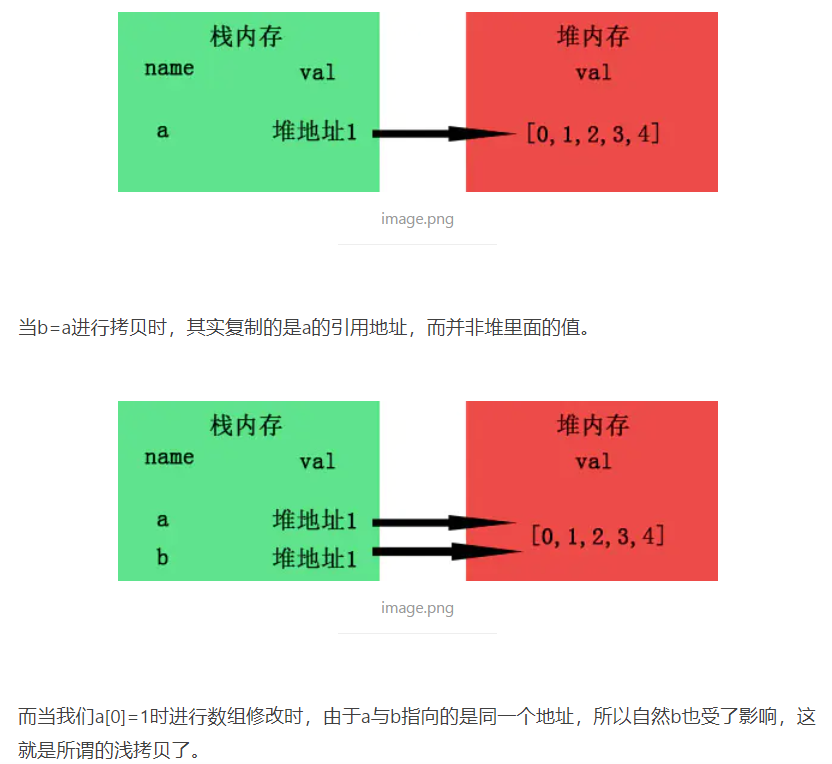 栈内存 堆内存
name val val
a 堆地址1 [0,1,2,3,4]
image.png
当b=a进行拷贝时，其实复制的是a的引用地址，而并非堆里面的值。
栈内存 堆内存
name val val
a 堆地址1 [0,1,2,3,4]
b 堆地址1
image.png
而当我们a[0]=1时进行数组修改时，由于a与b指向的是同一个地址，所以自然b也受了影响，这
就是所谓的浅拷贝了。